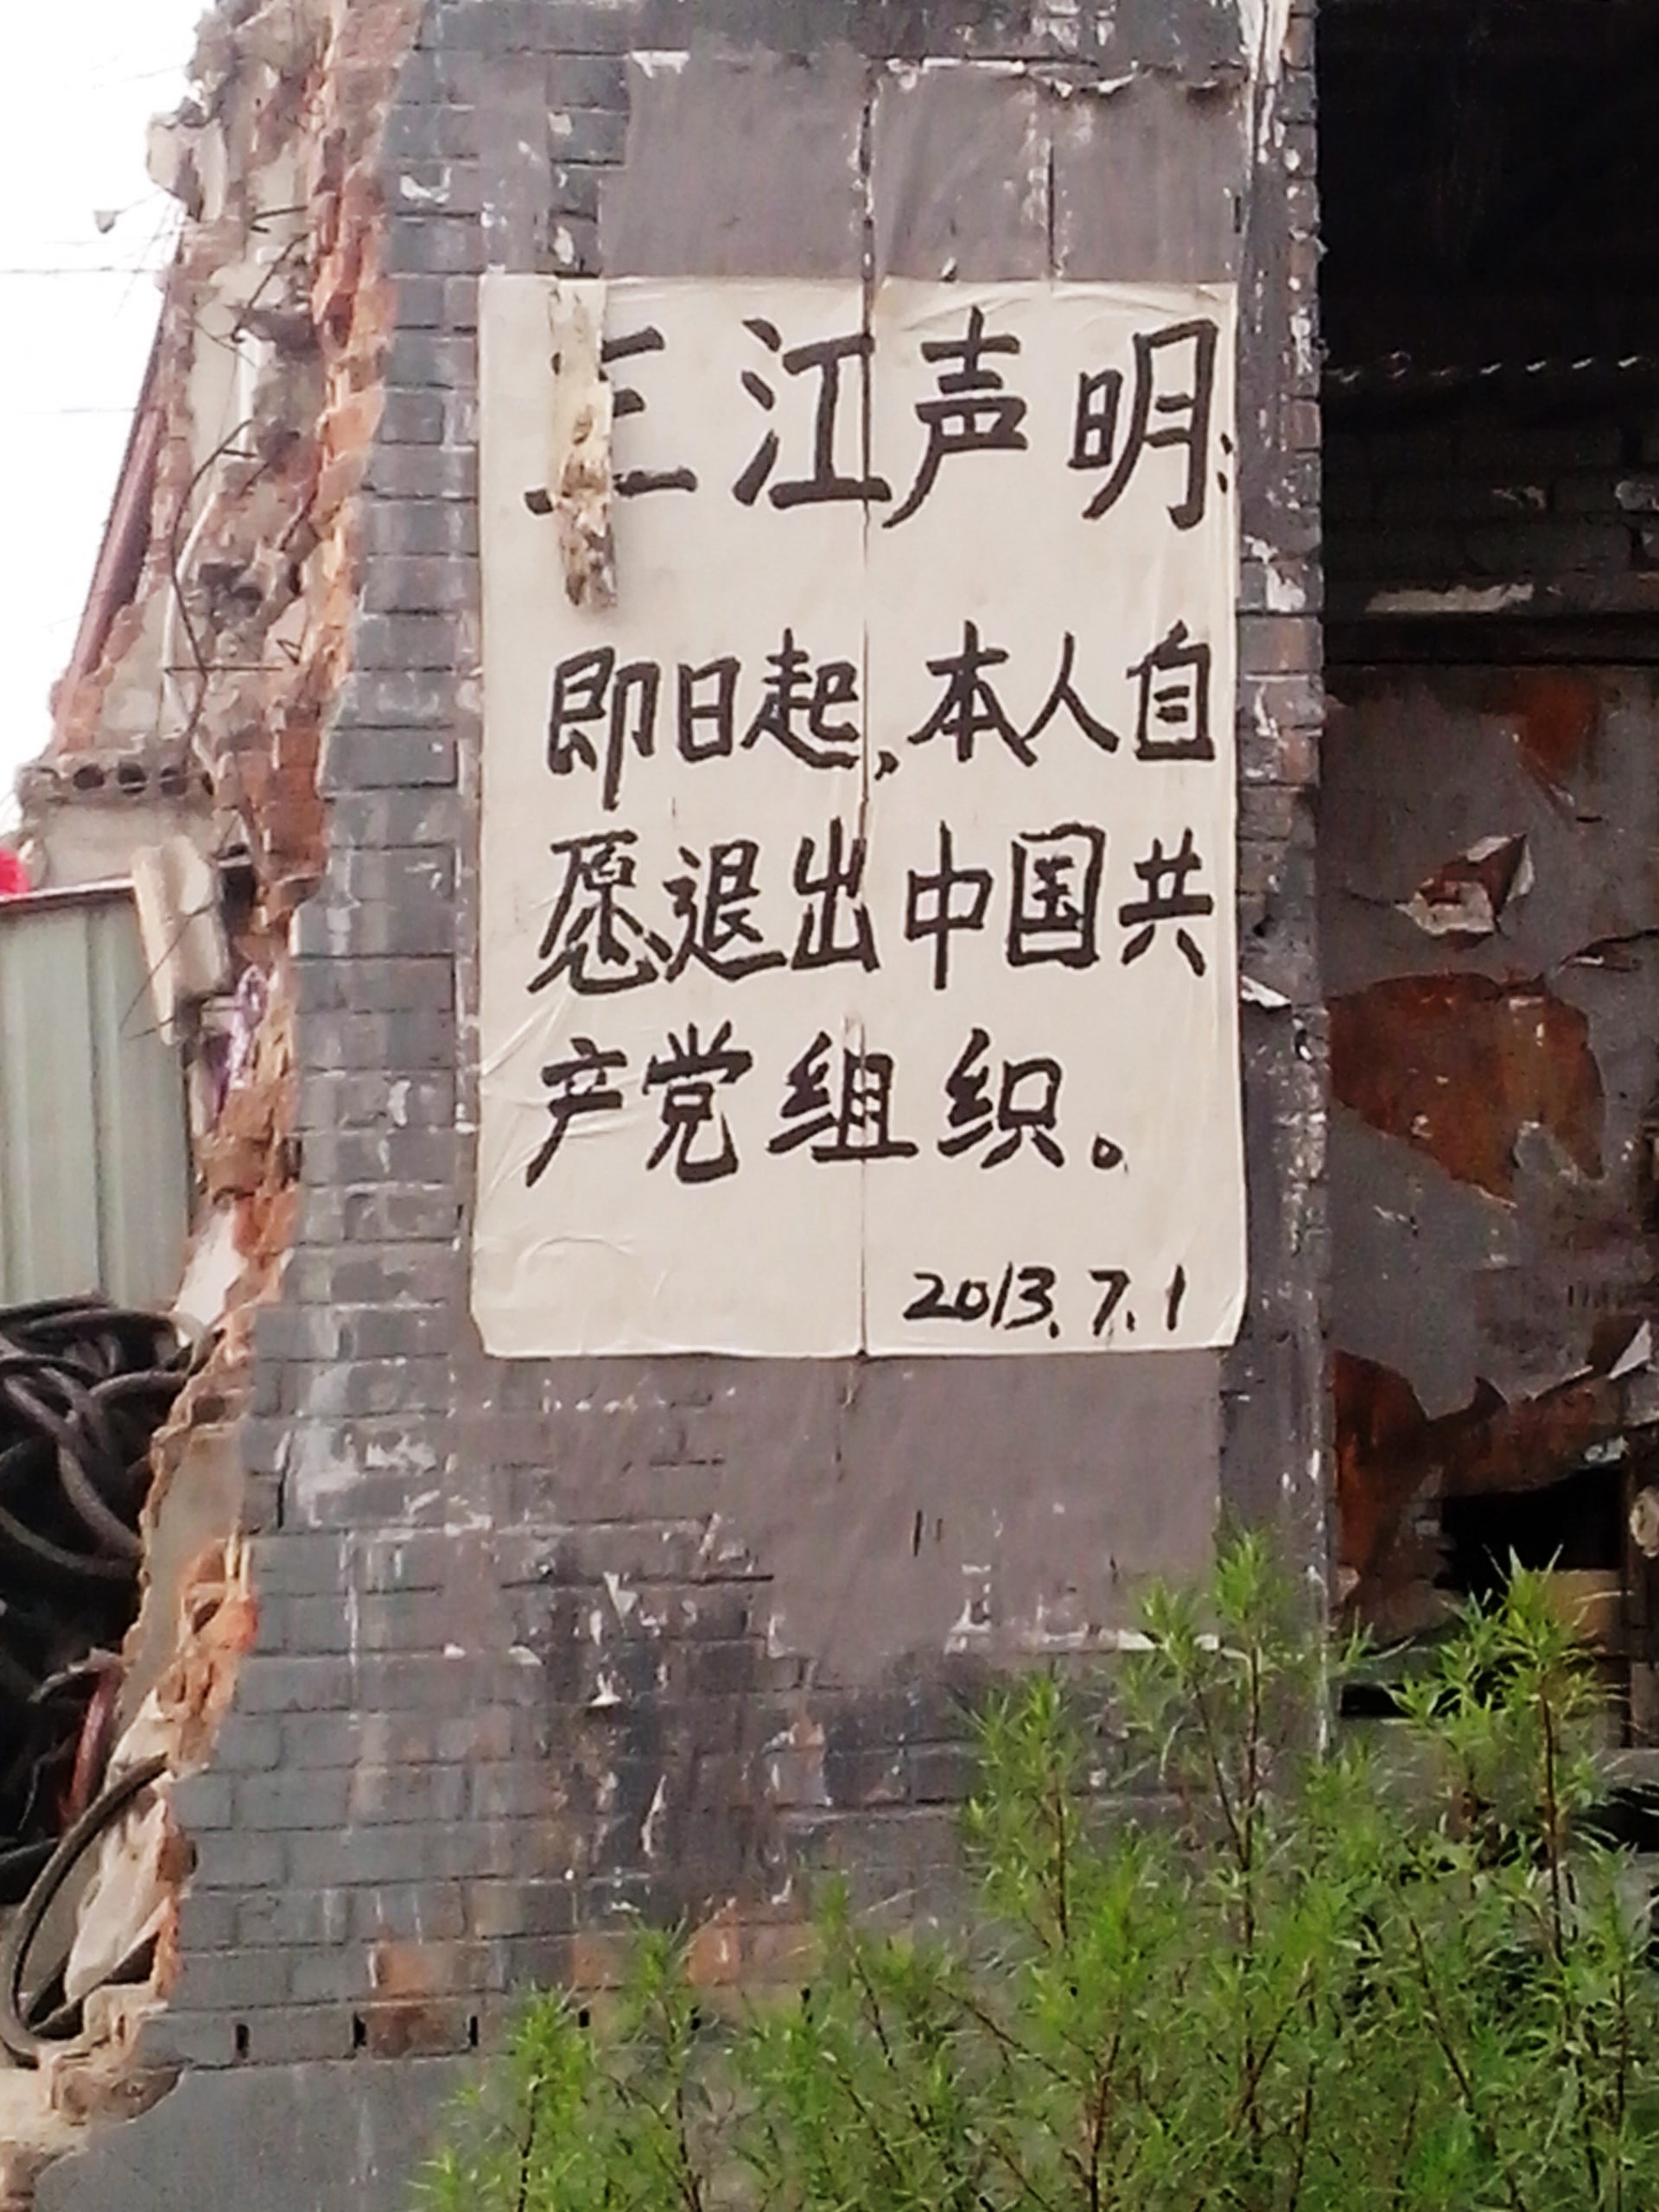 江声明:
即日起,本人自
愿退出中国共
产党组织。
2013.7.1